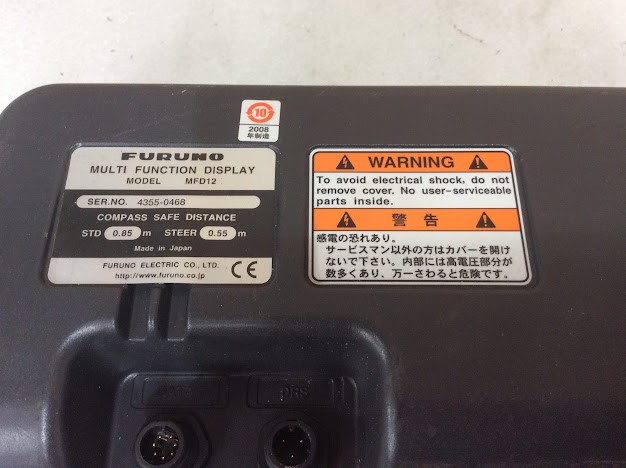 10
2008
年制造
FURUNO
MULTI FUNCTION DISPLAY
MODEL MFD12
SER.NO. 4355-0468
COMPASS SAFE DISTANCE
STD 0.85 m STEER 0.55 m
Made in Japan
FURUNO ELECTRIC CO., LTD.
http://www.furuno.co.jp
CE
WARNING
To avoid electrical shock, do not
remove cover. No user-serviceable
parts inside.
警告
感電の恐れあり。
サービスマン以外の方はカバーを開け
ないで下さい。内部には高電圧部分が
数多くあり、万一さわると危険です。